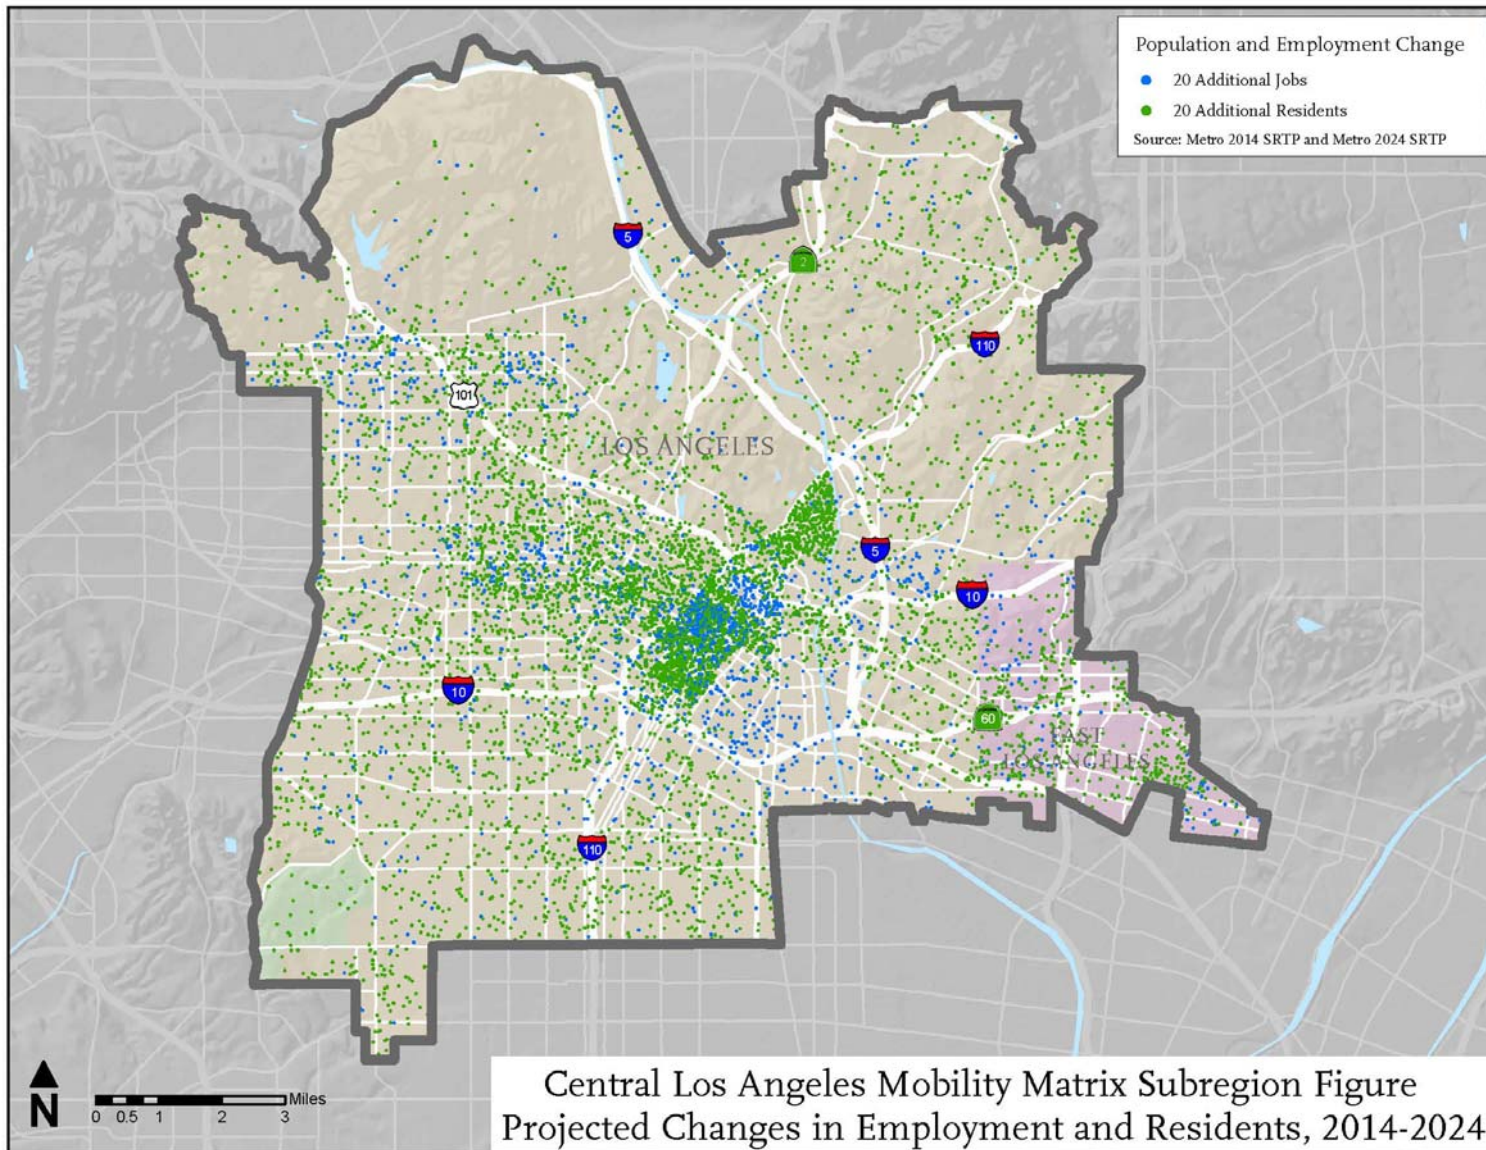 Population and Employment Change
20 Additional Jobs
20 Additional Residents
Source: Metro 2014 SRTP and Metro 2024 SRTP
5
2
110
101
LOS ANGELES
5
10
10
60
EAST
LOS ANGELES
110
N
0 0.5 1 2 3 Miles
Central Los Angeles Mobility Matrix Subregion Figure
Projected Changes in Employment and Residents, 2014-2024